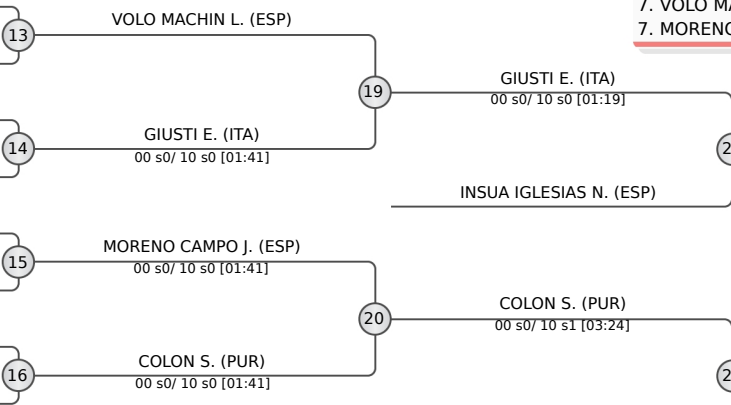 7. VOLO
7. MORENO
VOLO MACHIN L. (ESP)
13
GIUSTI E. (ITA)
00 s0/ 10 s0 [01:19]
19
GIUSTI E. (ITA)
00 s0/ 10 s0 [01:41]
14
INSUA IGLESIAS N. (ESP)
MORENO CAMPO J. (ESP)
00 s0/ 10 s0 [01:41]
15
COLON S. (PUR)
00 s0/ 10 s1 [03:24]
20
COLON S. (PUR)
00 s0/ 10 s0 [01:41]
16